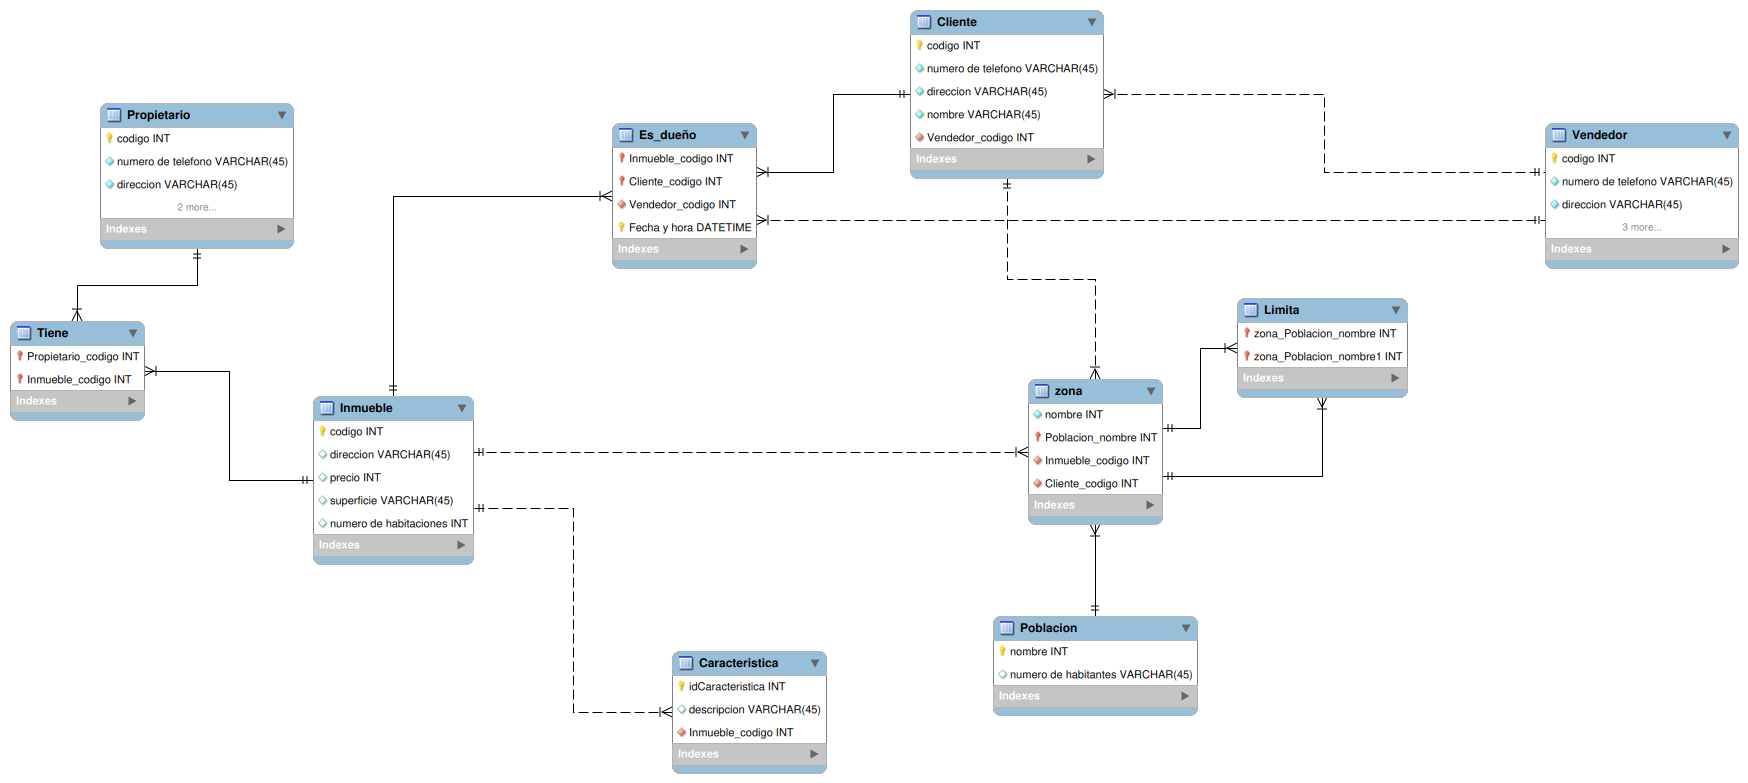 Propietario
codigo INT
numero de telefono VARCHAR(45)
direccion VARCHAR(45)
2 more...
Indexes
Tiene
Propietario_codigo INT
Inmueble_codigo INT
Indexes
Inmueble
codigo INT
direccion VARCHAR(45)
precio INT
superficie VARCHAR(45)
numero de habitaciones INT
Indexes
Es_dueño
Inmueble_codigo INT
Cliente_codigo INT
Vendedor_codigo INT
Fecha y hora DATETIME
Indexes
Cliente
codigo INT
numero de telefono VARCHAR(45)
direccion VARCHAR(45)
nombre VARCHAR(45)
Vendedor_codigo INT
Indexes
Vendedor
codigo INT
numero de telefono VARCHAR(45)
direccion VARCHAR(45)
3 more...
Indexes
Limita
zona_Poblacion_nombre INT
zona_Poblacion_nombre1 INT
Indexes
zona
nombre INT
Poblacion_nombre INT
Inmueble_codigo INT
Cliente_codigo INT
Indexes
Poblacion
nombre INT
numero de habitantes VARCHAR(45)
Indexes
Caracteristica
idCaracteristica INT
descripcion VARCHAR(45)
Inmueble_codigo INT
Indexes